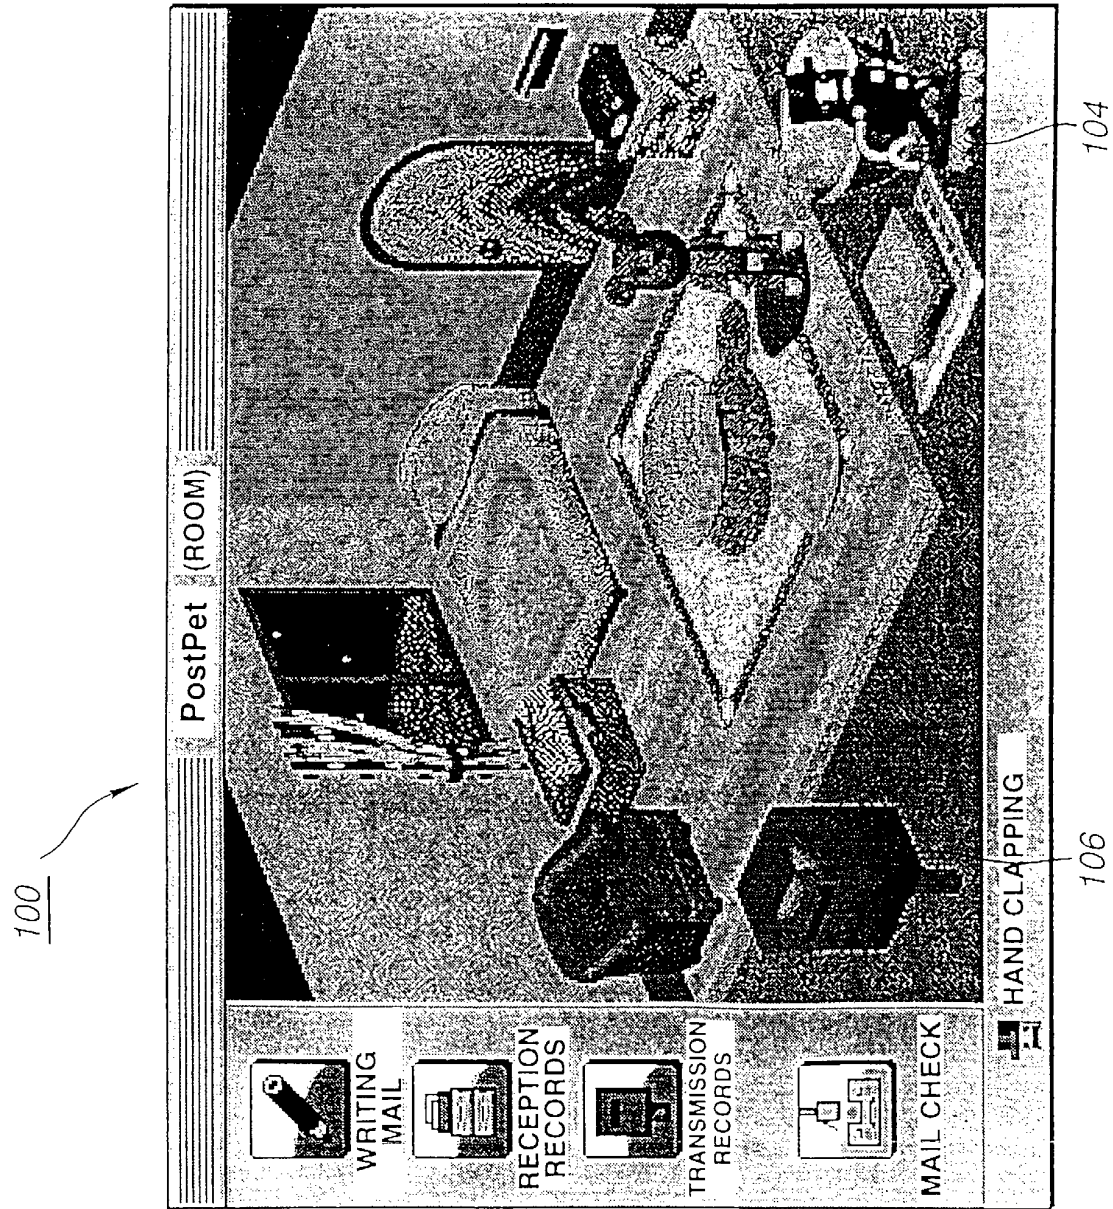 100
PostPet (ROOM)
WRITING
MAIL
RECEPTION
RECORDS
TRANSMISSION
RECORDS
MAIL CHECK
HAND CLAPPING
106
104